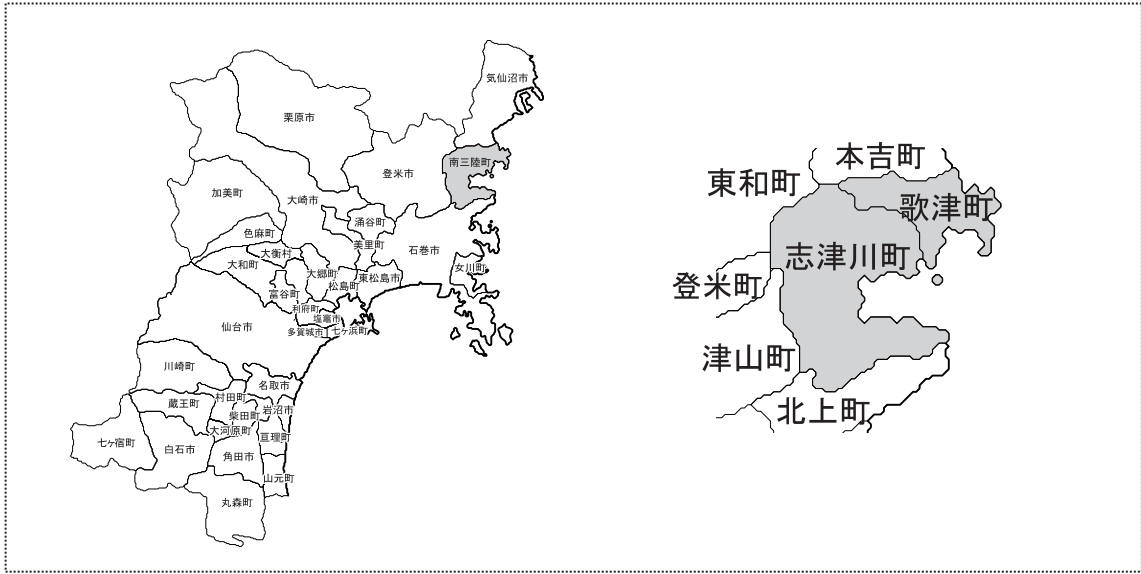 気仙沼市
栗原市
南三陸町
登米市
加美町
大崎市
涌谷町
色麻町
美里町
石巻市
大衡村
大和町
大郷町
女川町
東松島市
松島町
富谷町
利府町
塩竈市
仙台市
多賀城市
七ヶ浜町
川崎町
名取市
村田町
蔵王町
岩沼市
柴田町
大河原町
亘理町
七ヶ宿町
白石市
角田市
山元町
丸森町
本吉町
東和町
歌津町
志津川町
登米町
津山町
北上町